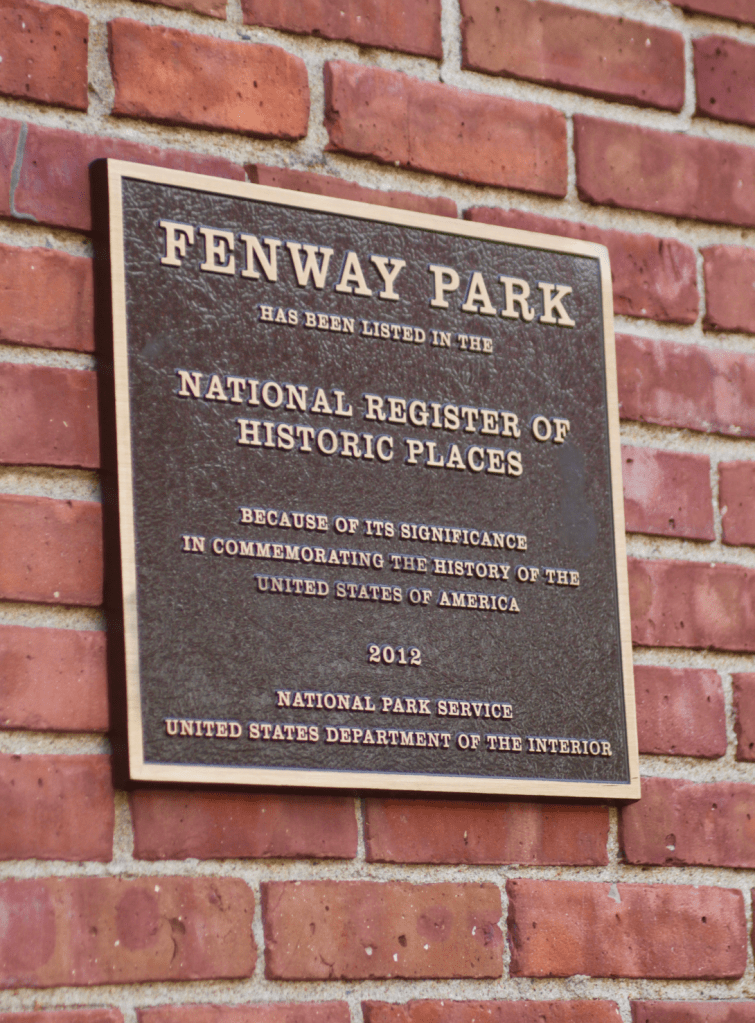 FENWAY PARK
HAS BEEN LISTED IN THE
NATIONAL REGISTER OF
HISTORIC PLACES
BECAUSE OF ITS SIGNIFICANCE
IN COMMEMORATING THE HISTORY OF THE
UNITED STATES OF AMERICA
2012
NATIONAL PARK SERVICE
UNITED STATES DEPARTMENT OF THE INTERIOR